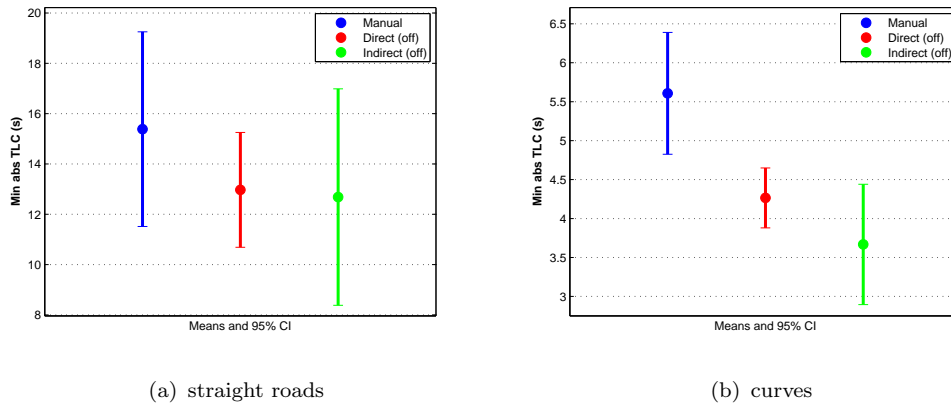 20
18
16
14
12
10
8
Min abs TLC (s)
Manual
Direct (off)
Indirect (off)
Means and 95% CI
(a) straight roads
6.5
6
5.5
5
4.5
4
3.5
3
Min abs TLC (s)
Manual
Direct (off)
Indirect (off)
Means and 95% CI
(b) curves